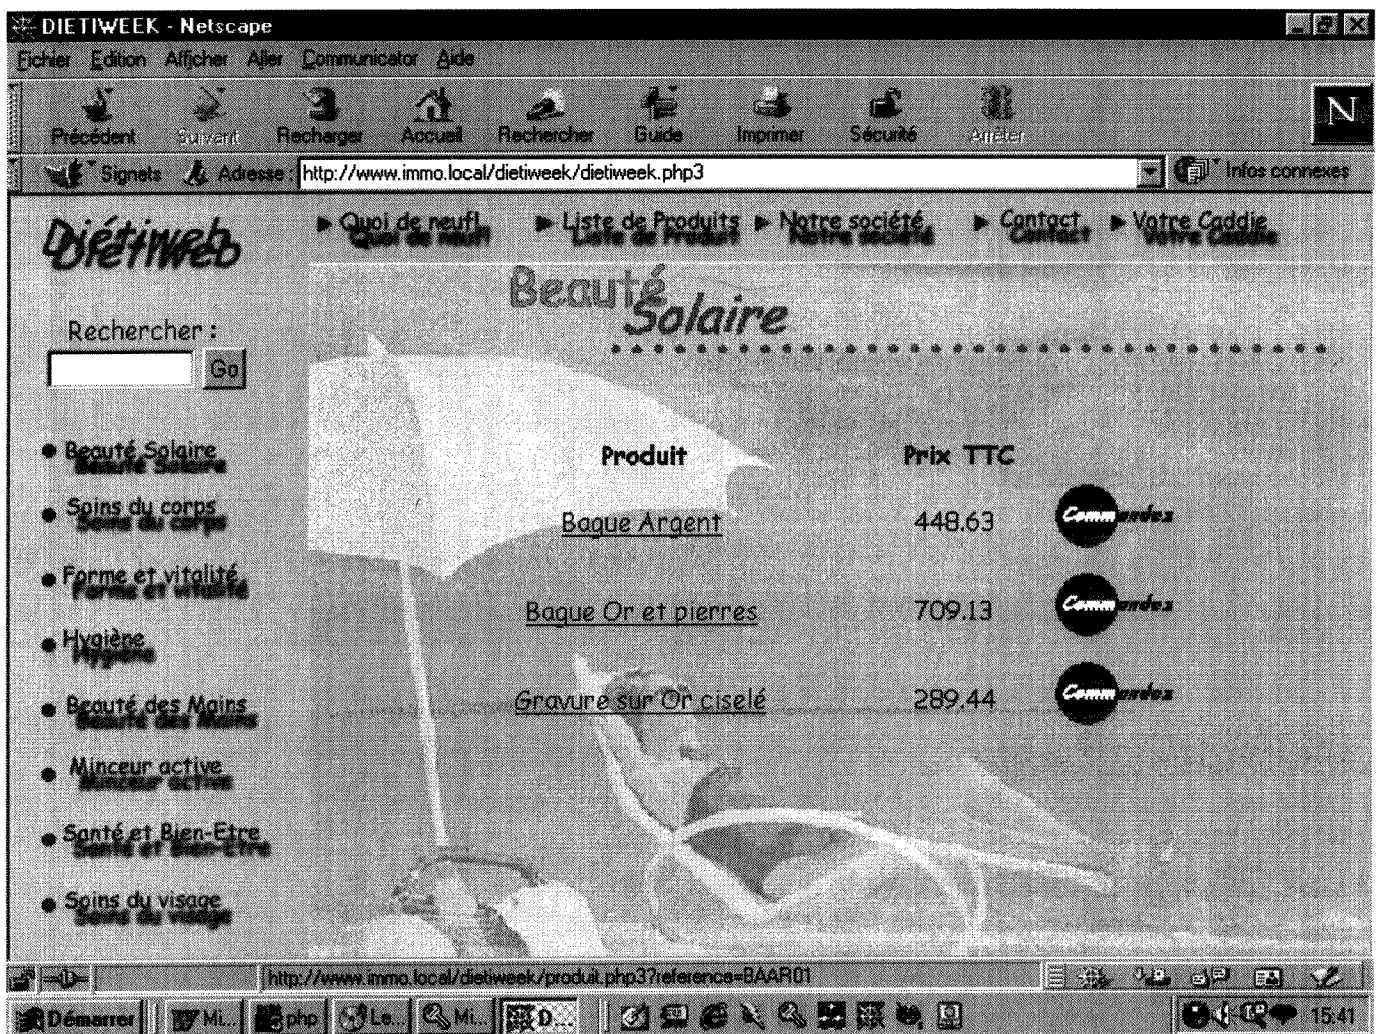 DIETIWEEK - Netscape
Fichier Edition Afficher Aller Communicator Aide
Précédent Suivant Recharger Accueil Rechercher Guide Imprimer Sécurité Arrêter
N
Signets Adresse : http://www.immo.local/dietiweek/dietiweek.php3 Infos connexes
Diétiweb
Quoi de neuf! Liste de Produits Notre société Contact Votre Caddie
Beauté
Solaire
Rechercher :
Go
Beauté Solaire
Soins du corps
Forme et vitalité
Hygiène
Beauté des Mains
Minceur active
Santé et Bien-Etre
Soins du visage
Produit Prix TTC
Bague Argent 448.63 Commandez
Bague Or et pierres 709.13 Commandez
Gravure sur Or ciselé 289.44 Commandez
http://www.immo.local/dietiweek/produit.php3?reference=BAAR01
Démarrer Mi... php Le... Mi... D... 15:41